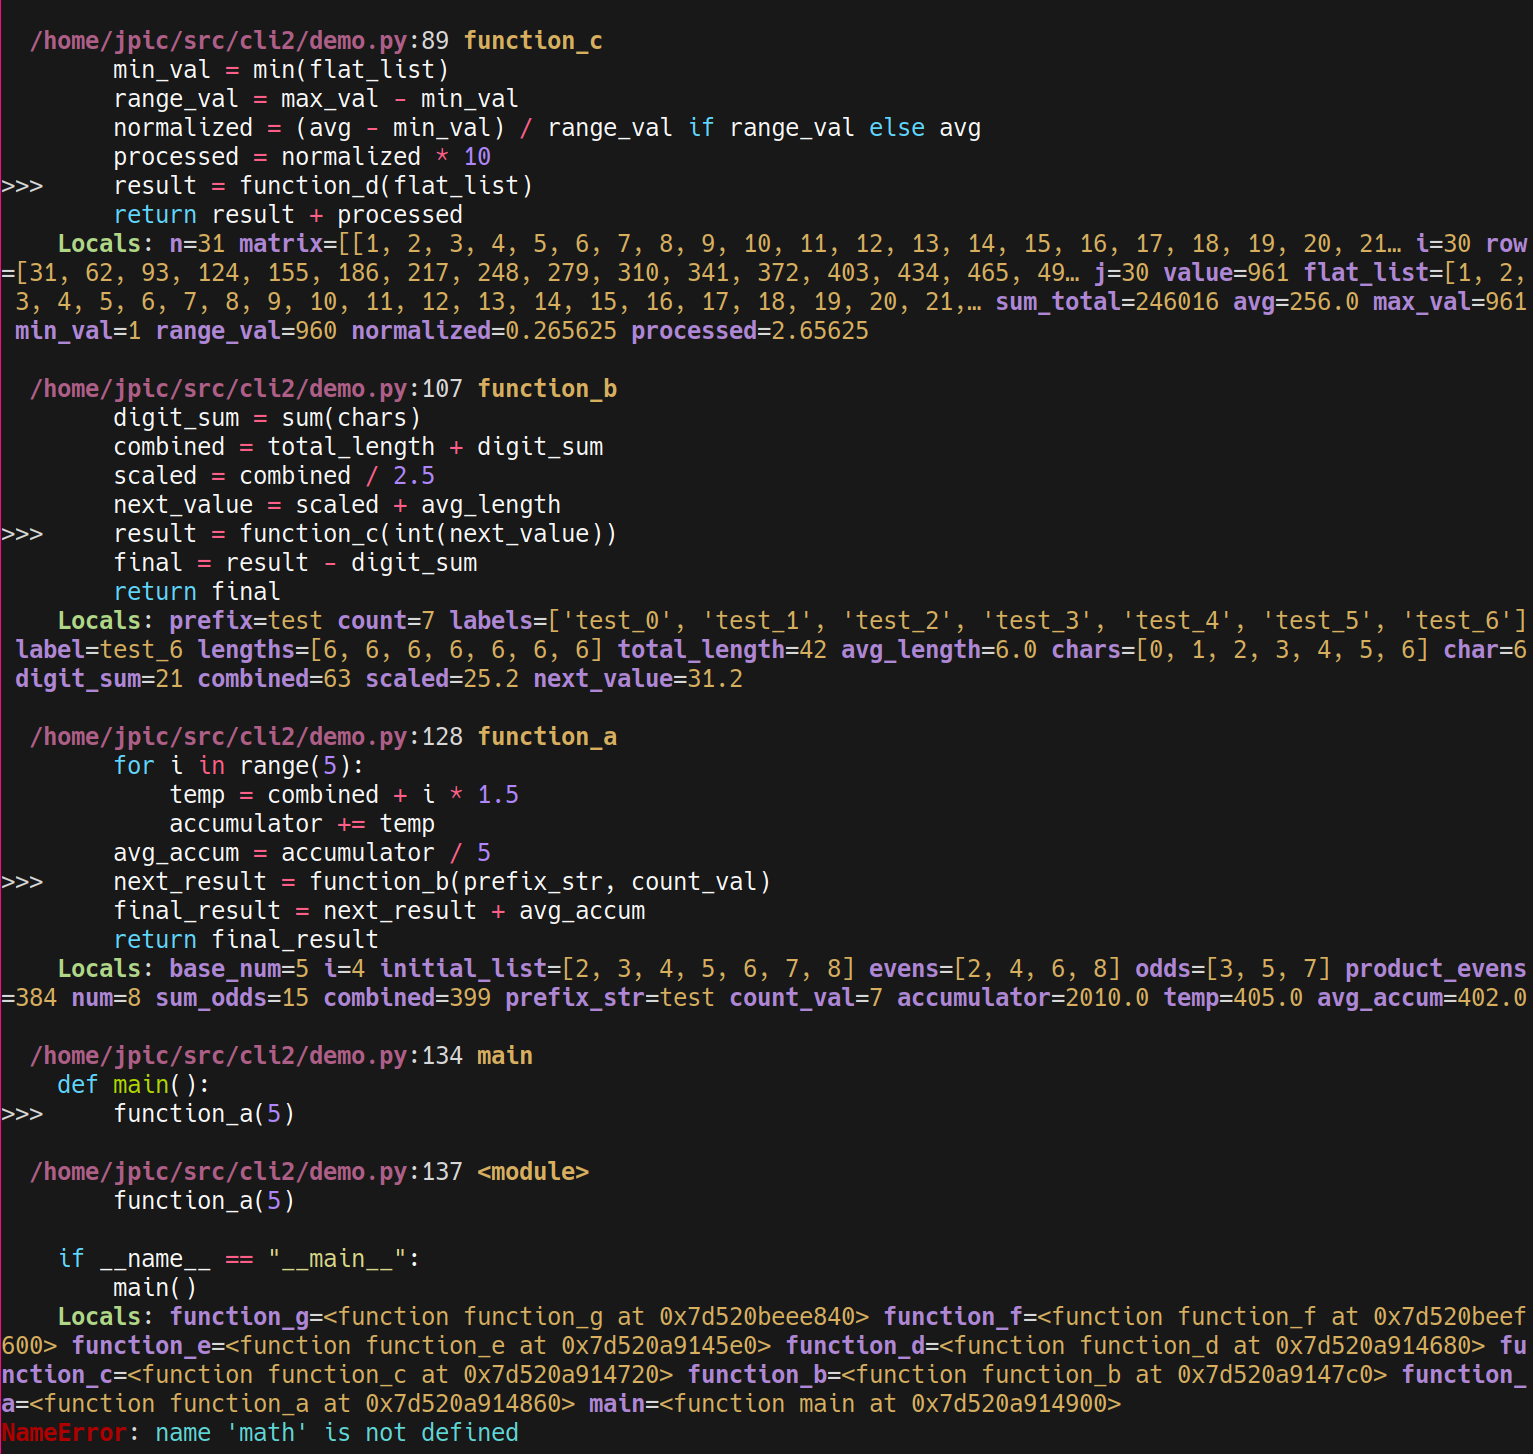 /home/jpic/src/cli2/demo.py:89 function_c
        min_val = min(flat_list)
        range_val = max_val - min_val
        normalized = (avg - min_val) / range_val if range_val else avg
        processed = normalized * 10
>>>     result = function_d(flat_list)
        return result + processed
    Locals: n=31 matrix=[[1, 2, 3, 4, 5, 6, 7, 8, 9, 10, 11, 12, 13, 14, 15, 16, 17, 18, 19, 20, 21… i=30 row
=[31, 62, 93, 124, 155, 186, 217, 248, 279, 310, 341, 372, 403, 434, 465, 49… j=30 value=961 flat_list=[1, 2,
 3, 4, 5, 6, 7, 8, 9, 10, 11, 12, 13, 14, 15, 16, 17, 18, 19, 20, 21,… sum_total=246016 avg=256.0 max_val=961
 min_val=1 range_val=960 normalized=0.265625 processed=2.65625

  /home/jpic/src/cli2/demo.py:107 function_b
        digit_sum = sum(chars)
        combined = total_length + digit_sum
        scaled = combined / 2.5
        next_value = scaled + avg_length
>>>     result = function_c(int(next_value))
        final = result - digit_sum
        return final
    Locals: prefix=test count=7 labels=['test_0', 'test_1', 'test_2', 'test_3', 'test_4', 'test_5', 'test_6']
 label=test_6 lengths=[6, 6, 6, 6, 6, 6, 6] total_length=42 avg_length=6.0 chars=[0, 1, 2, 3, 4, 5, 6] char=6
 digit_sum=21 combined=63 scaled=25.2 next_value=31.2

  /home/jpic/src/cli2/demo.py:128 function_a
        for i in range(5):
            temp = combined + i * 1.5
            accumulator += temp
        avg_accum = accumulator / 5
>>>     next_result = function_b(prefix_str, count_val)
        final_result = next_result + avg_accum
        return final_result
    Locals: base_num=5 i=4 initial_list=[2, 3, 4, 5, 6, 7, 8] evens=[2, 4, 6, 8] odds=[3, 5, 7] product_evens
=384 num=8 sum_odds=15 combined=399 prefix_str=test count_val=7 accumulator=2010.0 temp=405.0 avg_accum=402.0

  /home/jpic/src/cli2/demo.py:134 main
    def main():
>>>     function_a(5)

  /home/jpic/src/cli2/demo.py:137 <module>
        function_a(5)

    if __name__ == "__main__":
        main()
    Locals: function_g=<function function_g at 0x7d520beee840> function_f=<function function_f at 0x7d520beef
600> function_e=<function function_e at 0x7d520a9145e0> function_d=<function function_d at 0x7d520a914680> fu
nction_c=<function function_c at 0x7d520a914720> function_b=<function function_b at 0x7d520a9147c0> function_
a=<function function_a at 0x7d520a914860> main=<function main at 0x7d520a914900>
NameError: name 'math' is not defined